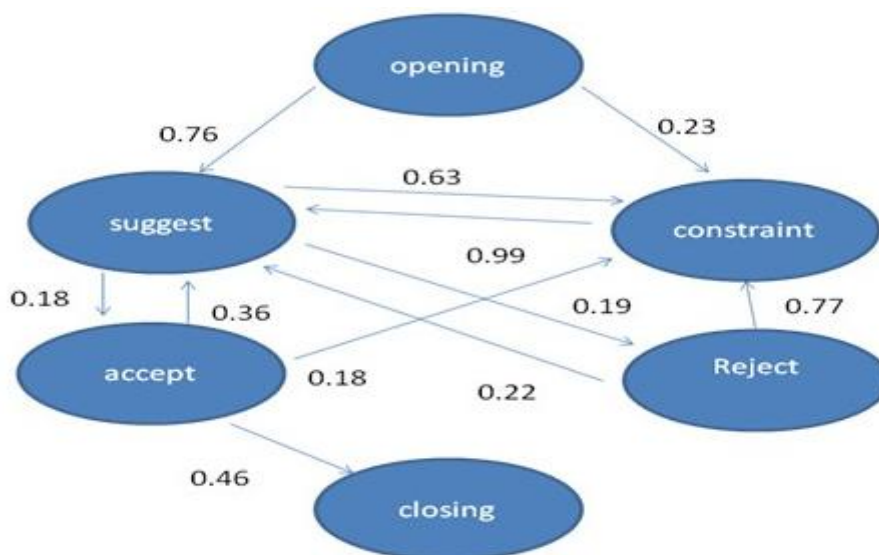 opening
0.76
0.23
0.63
suggest
constraint
0.99
0.18
0.36
0.19
0.77
accept
Reject
0.18
0.22
0.46
closing